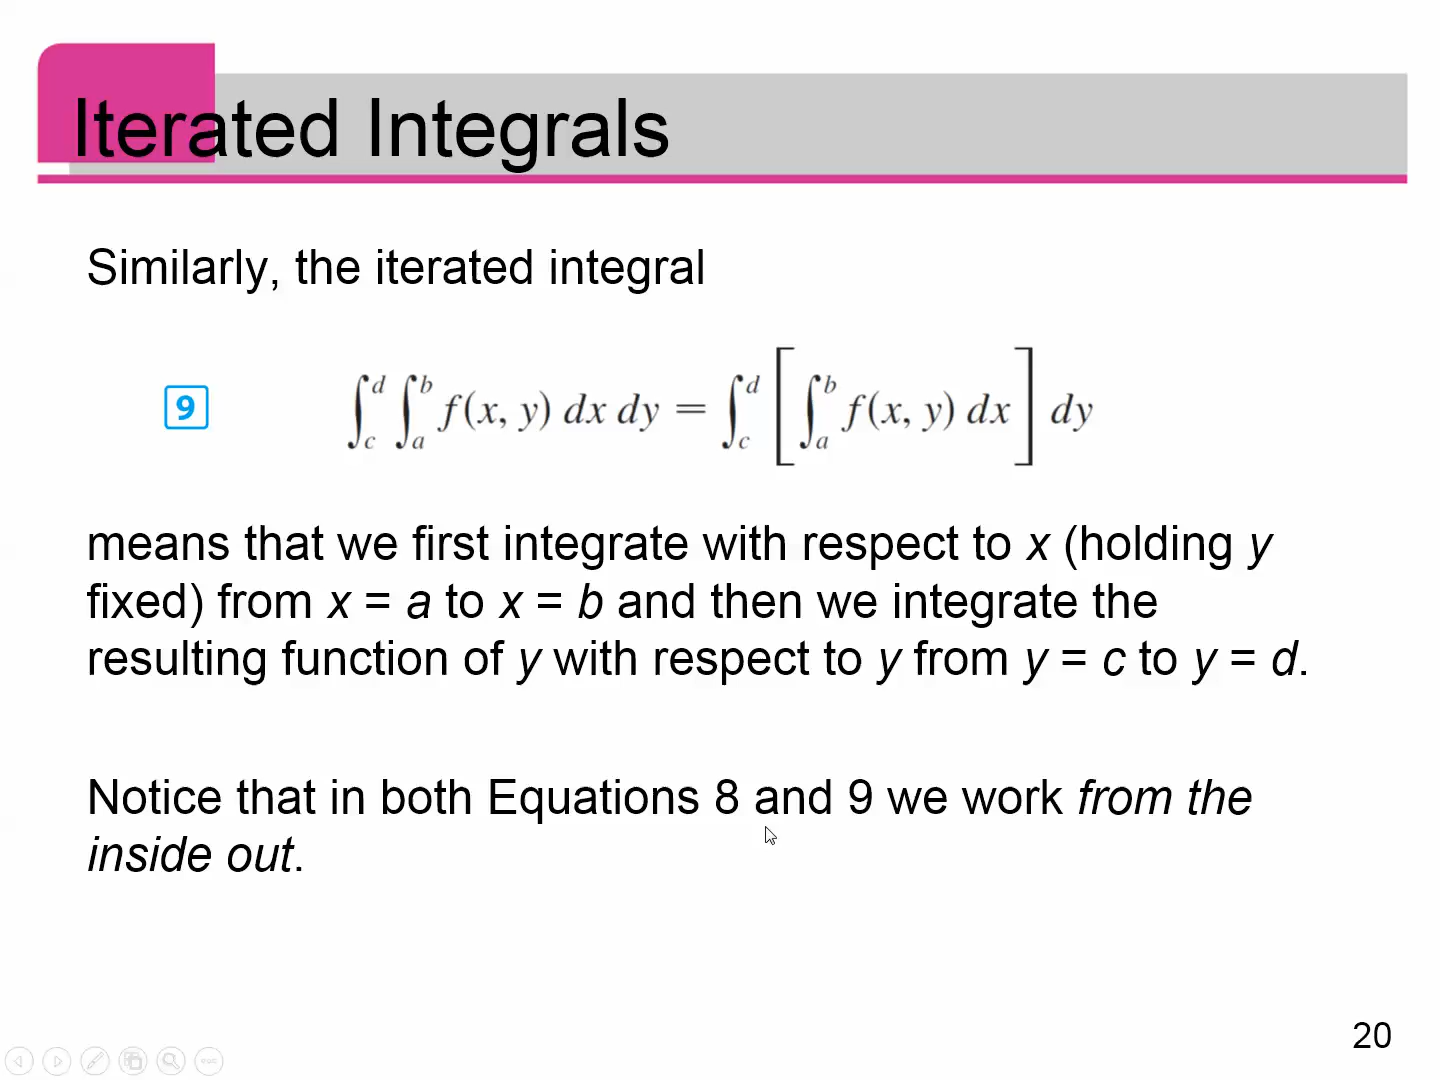 Iterated Integrals
Similarly, the iterated integral
9 ∫_c^d ∫_a^b f(x, y) dx dy = ∫_c^d [ ∫_a^b f(x, y) dx ] dy
means that we first integrate with respect to x (holding y
fixed) from x = a to x = b and then we integrate the
resulting function of y with respect to y from y = c to y = d.
Notice that in both Equations 8 and 9 we work from the
inside out.
20